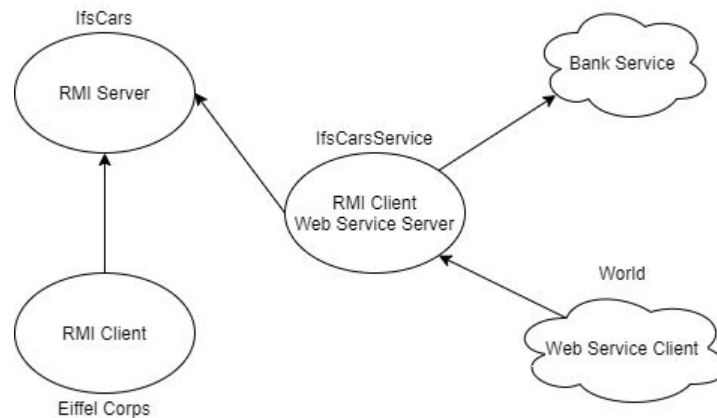 IfsCars
RMI Server
Bank Service
IfsCarsService
RMI Client
Web Service Server
World
RMI Client
Web Service Client
Eiffel Corps